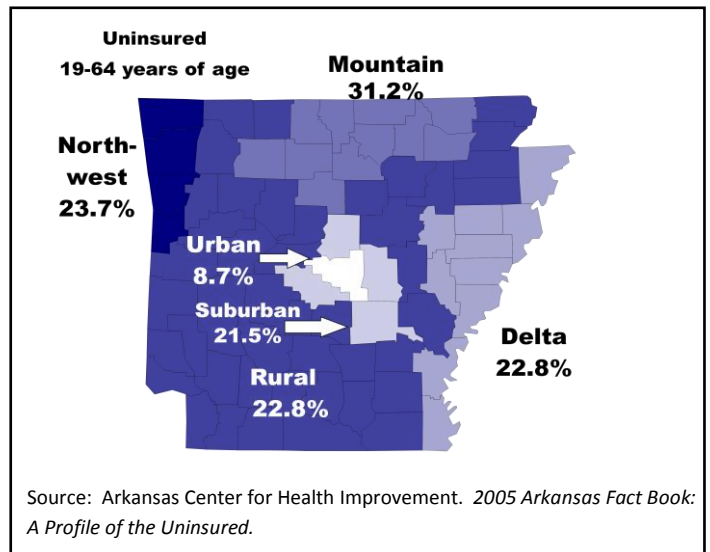 Uninsured
19-64 years of age
Mountain
31.2%
North-
west
23.7%
Urban
8.7%
Suburban
21.5%
Delta
22.8%
Rural
22.8%
Source: Arkansas Center for Health Improvement. 2005 Arkansas Fact Book:
A Profile of the Uninsured.